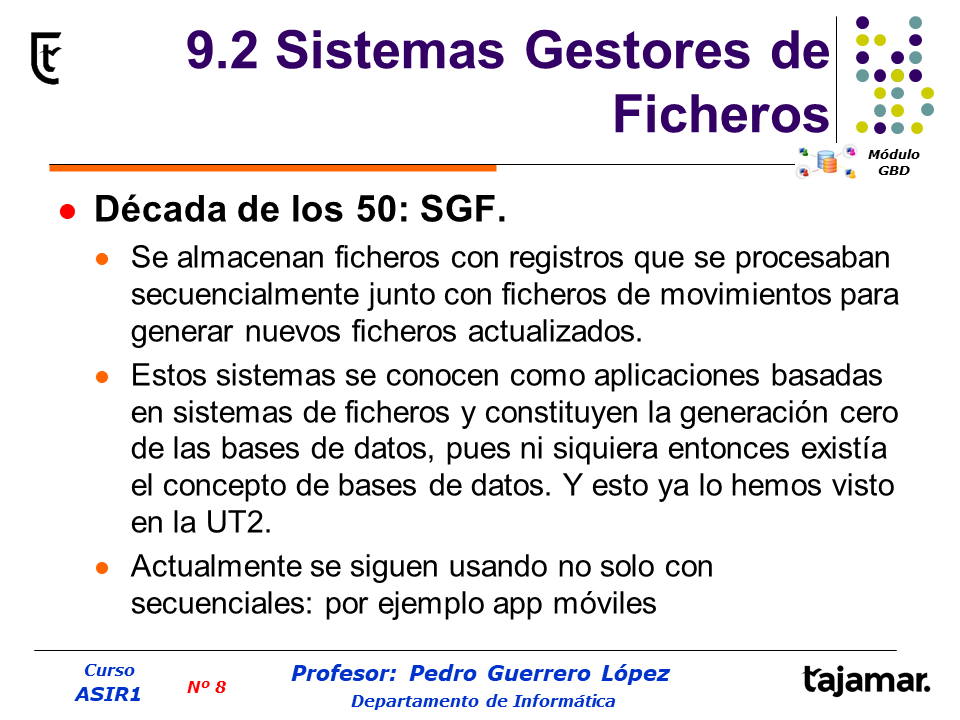 9.2 Sistemas Gestores de
Ficheros
Módulo
GBD
Década de los 50: SGF.
Se almacenan ficheros con registros que se procesaban
secuencialmente junto con ficheros de movimientos para
generar nuevos ficheros actualizados.
Estos sistemas se conocen como aplicaciones basadas
en sistemas de ficheros y constituyen la generación cero
de las bases de datos, pues ni siquiera entonces existía
el concepto de bases de datos. Y esto ya lo hemos visto
en la UT2.
Actualmente se siguen usando no solo con
secuenciales: por ejemplo app móviles
Curso
ASIR1
Nº 8
Profesor: Pedro Guerrero López
Departamento de Informática
tajamar.